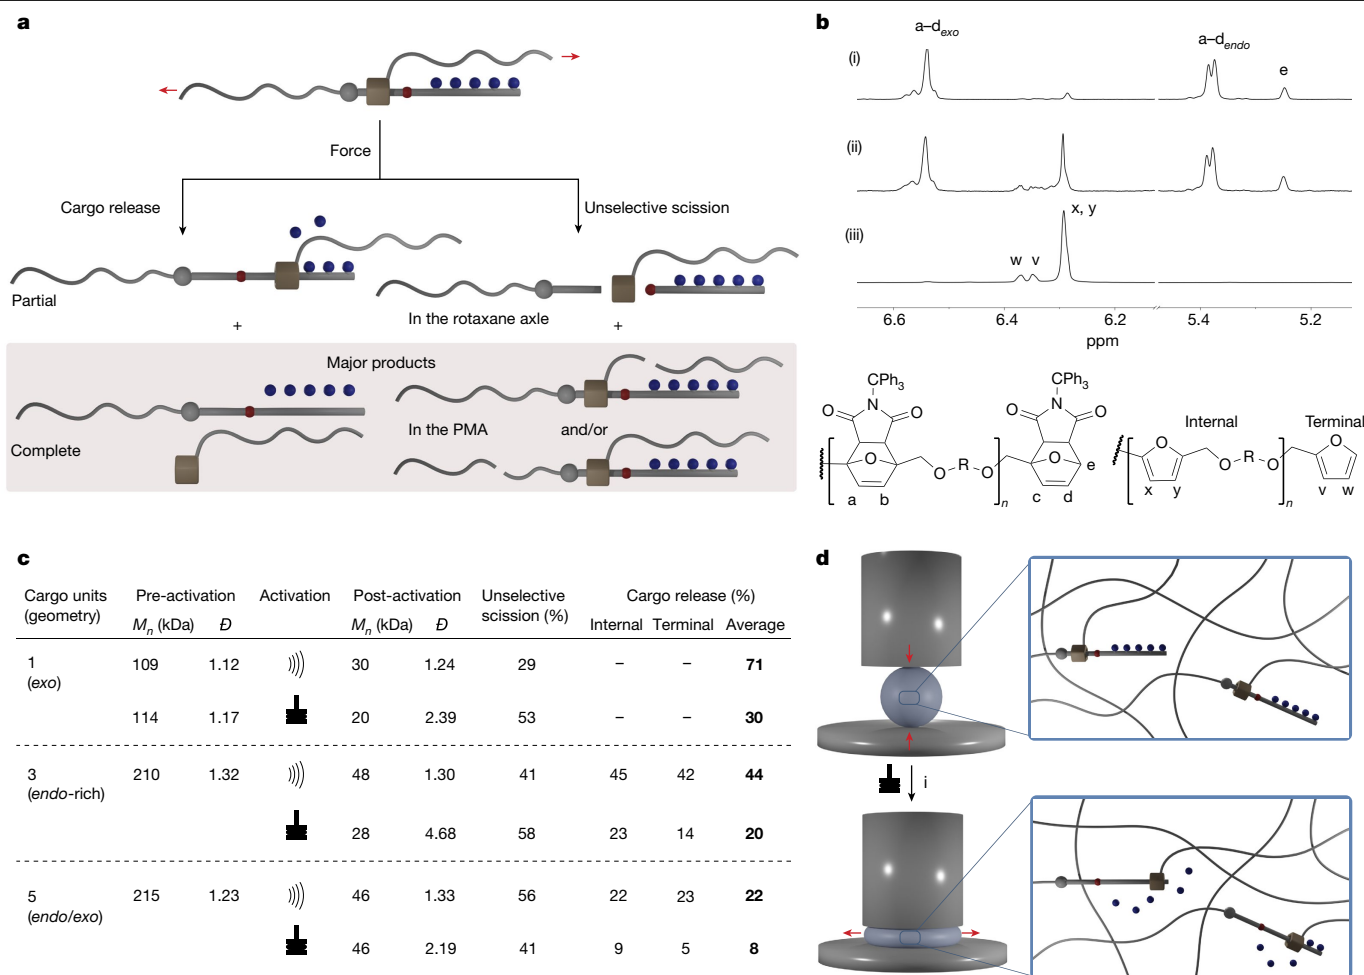 a
Force
Cargo release
Unselective scission
Partial
In the rotaxane axle
+
+
Major products
Complete
In the PMA
and/or
b
a–d exo
a–d endo
(i)
e
(ii)
(iii)
x, y
w
v
6.6
6.4
6.2
5.4
5.2
ppm
CPh3
CPh3
N
N
O
O
O
O
O
O
e
O
R
O
n
a
b
c
d
Internal
Terminal
O
O
R
O
O
n
x
y
v
w
c
Cargo units (geometry)
Pre-activation
Activation
Post-activation
Unselective scission (%)
Cargo release (%)
Mn (kDa) Đ Mn (kDa) Đ Internal Terminal Average
1 109 1.12 30 1.24 29 – – 71
(exo)
114 1.17 20 2.39 53 – – 30
3 210 1.32 48 1.30 41 45 42 44
(endo-rich)
28 4.68 58 23 14 20
5 215 1.23 46 1.33 56 22 23 22
(endo/exo)
46 2.19 41 9 5 8
d
i